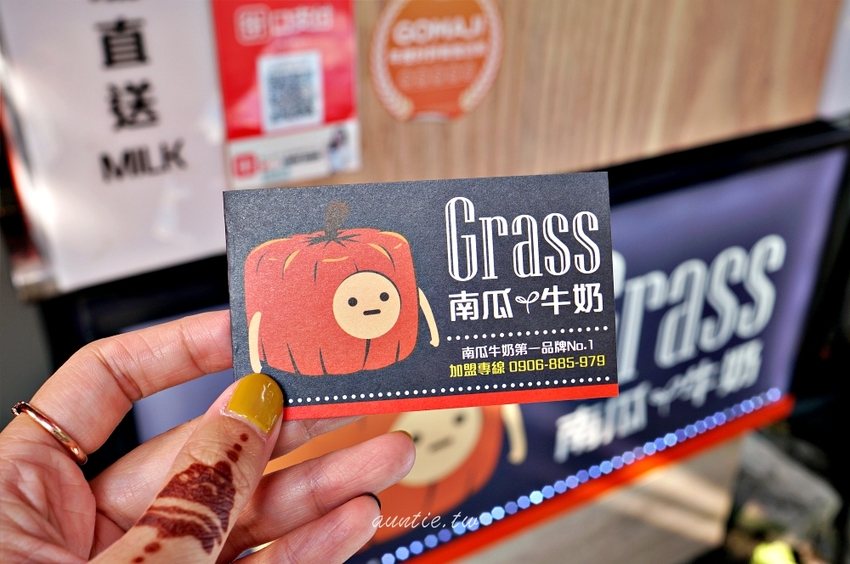 直
送
MILK
GOMAJI
Grass
南瓜牛奶
南瓜牛奶第一品牌No.1
加盟專線 0906-885-979
Grass
南瓜牛奶
auntie.tw